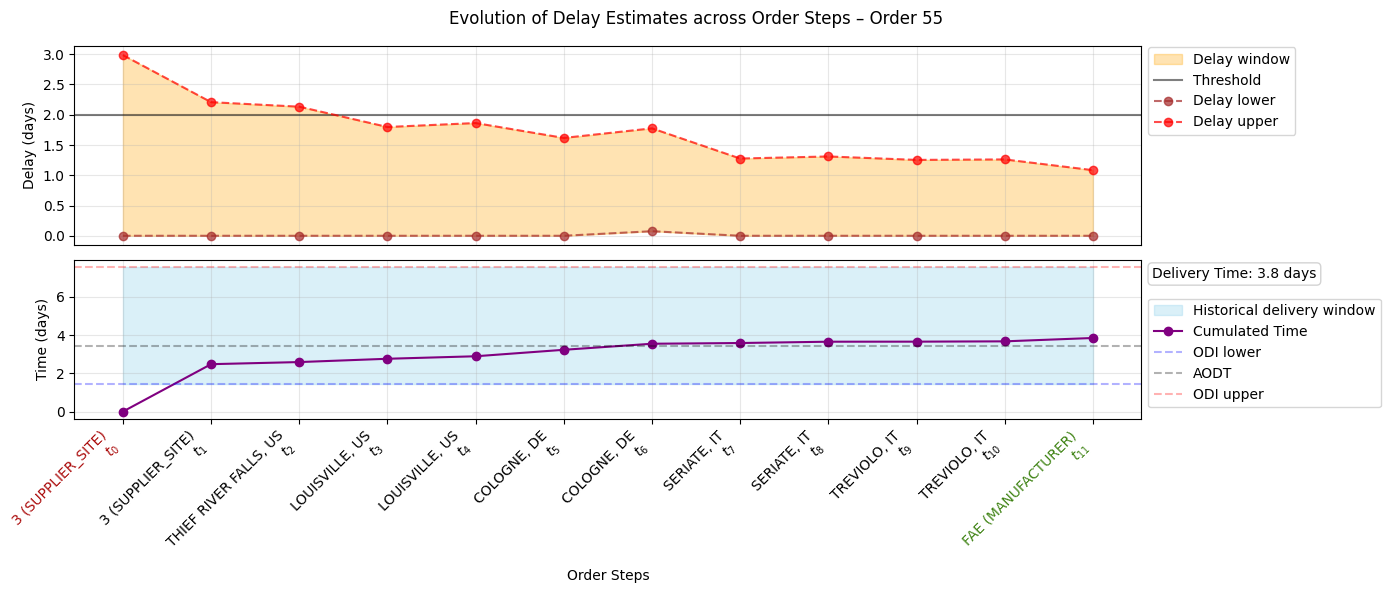 Evolution of Delay Estimates across Order Steps – Order 55
Delay (days)
3.0
2.5
2.0
1.5
1.0
0.5
0.0
Delay window
Threshold
Delay lower
Delay upper
Time (days)
6
4
2
0
Delivery Time: 3.8 days
Historical delivery window
Cumulated Time
ODI lower
AODT
ODI upper
3 (SUPPLIER_SITE)
t0
3 (SUPPLIER_SITE)
t1
THIEF RIVER FALLS, US
t2
LOUISVILLE, US
t3
LOUISVILLE, US
t4
COLOGNE, DE
t5
COLOGNE, DE
t6
SERIATE, IT
t7
SERIATE, IT
t8
TREVIOLO, IT
t9
TREVIOLO, IT
t10
FAE (MANUFACTURER)
t11
Order Steps